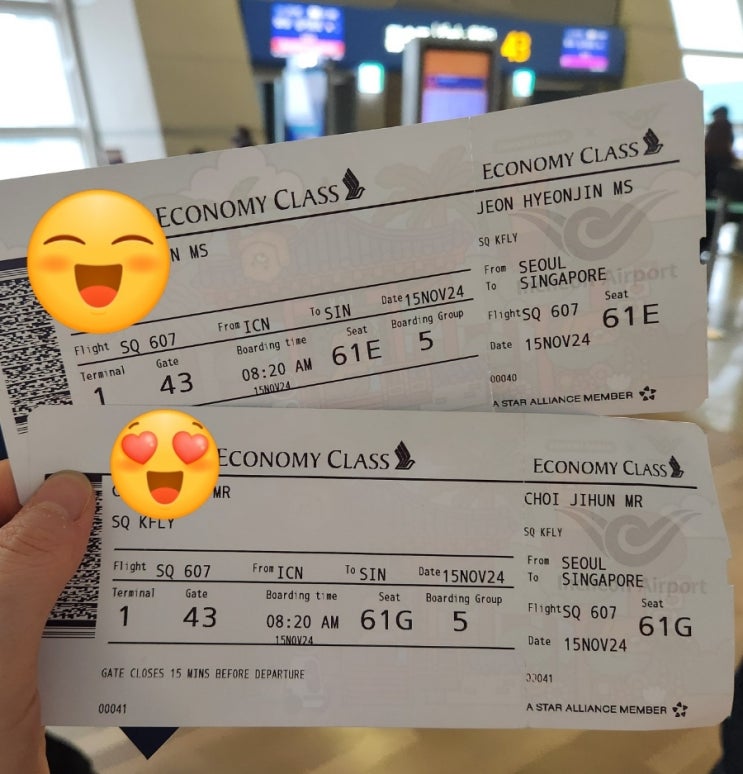 43
ECONOMY CLASS
N MS
Flight SQ 607 From ICN To SIN Date 15NOV24
Terminal Gate Boarding time Seat Boarding Group
1 43 08:20 AM 61E 5
15NOV24
ECONOMY CLASS
JEON HYEONJIN MS
SQ KFLY
From SEOUL
To SINGAPORE
Flight SQ 607 Seat
61E
Date 15NOV24
00040
A STAR ALLIANCE MEMBER
ECONOMY CLASS
MR
SQ KFLY
Flight SQ 607 From ICN To SIN Date 15NOV24
Terminal Gate Boarding time Seat Boarding Group
1 43 08:20 AM 61G 5
15NOV24
GATE CLOSES 15 MINS BEFORE DEPARTURE
00041
ECONOMY CLASS
CHOI JIHUN MR
SQ KFLY
From SEOUL
To SINGAPORE
Flight SQ 607 Seat
61G
Date 15NOV24
00041
A STAR ALLIANCE MEMBER